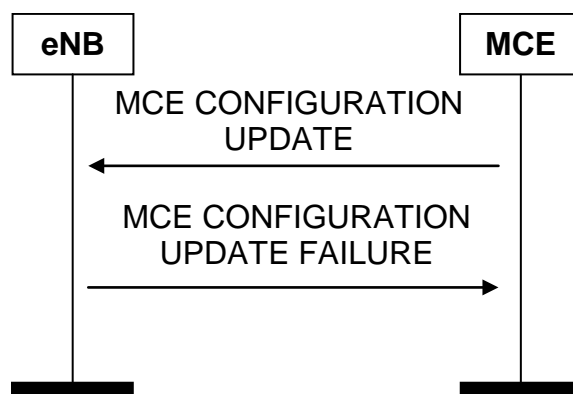 eNB
MCE
MCE CONFIGURATION
UPDATE
MCE CONFIGURATION
UPDATE FAILURE